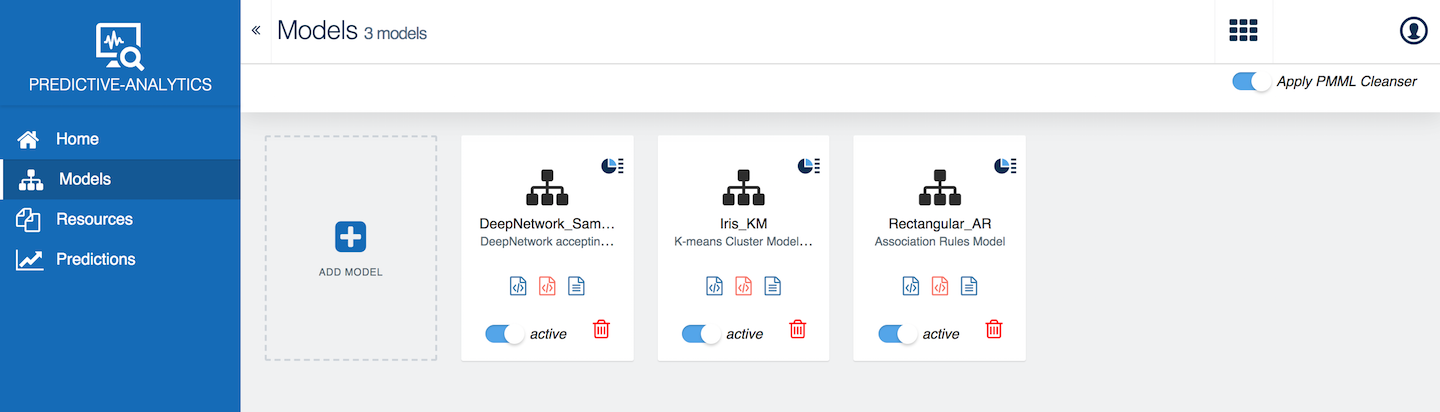 PREDICTIVE-ANALYTICS
Home
Models
Resources
Predictions
« Models 3 models
Apply PMML Cleanser
ADD MODEL
DeepNetwork_Sam...
DeepNetwork acceptin...
active
Iris_KM
K-means Cluster Model...
active
Rectangular_AR
Association Rules Model
active